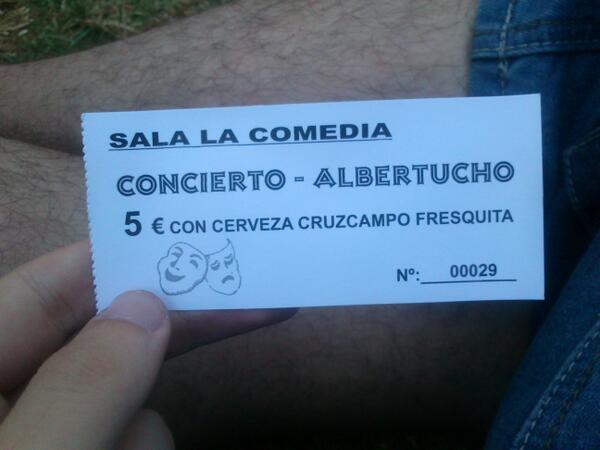 SALA LA COMEDIA
CONCIERTO - ALBERTUCHO
5 € CON CERVEZA CRUZCAMPO FRESQUITA
Nº: 00029